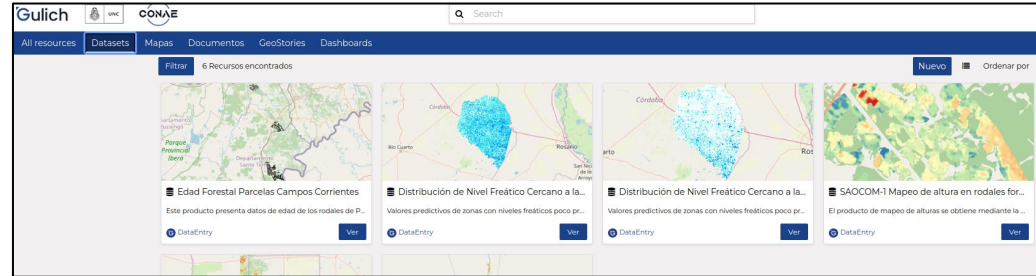 Gulich UNC CONAE Search
All resources Datasets Mapas Documentos GeoStories Dashboards
Filtrar 6 Recursos encontrados Nuevo Ordenar por
Córdoba
Córdoba
Parque
Provincial
Iberá
Departamento
Río Cuarto
Rosario
arto
Ros
Edad Forestal Parcelas Campos Corrientes
Distribución de Nivel Freático Cercano a la...
Distribución de Nivel Freático Cercano a la...
SAOCOM-1 Mapeo de altura en rodales for...
Este producto presenta datos de edad de los rodales de P...
Valores predictivos de zonas con niveles freáticos poco pr...
Valores predictivos de zonas con niveles freáticos poco pr...
El producto de mapeo de alturas se obtiene mediante la ...
DataEntry Ver
DataEntry Ver
DataEntry Ver
DataEntry Ver